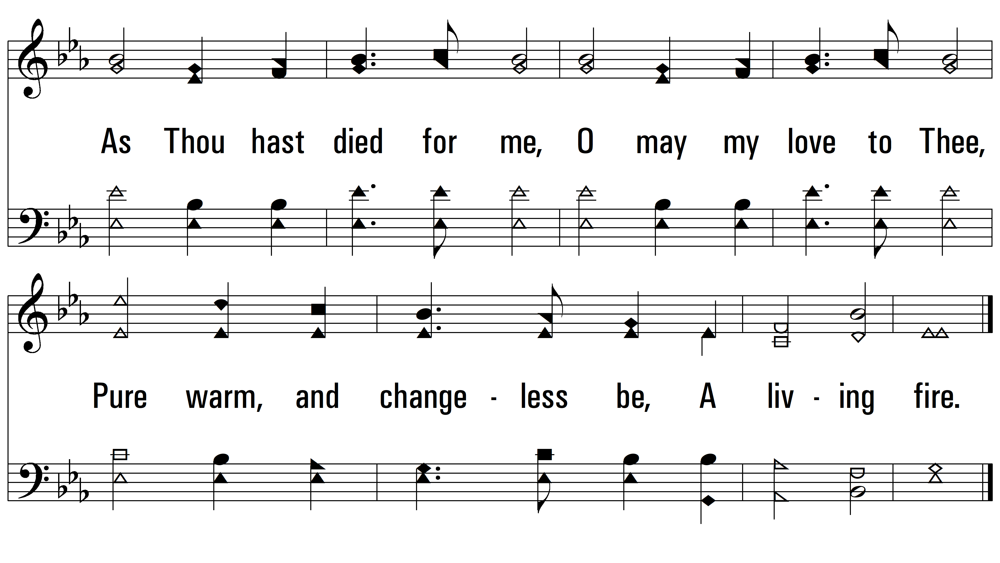 As Thou hast died for me, O may my love to Thee,
Pure warm, and change - less be, A liv - ing fire.